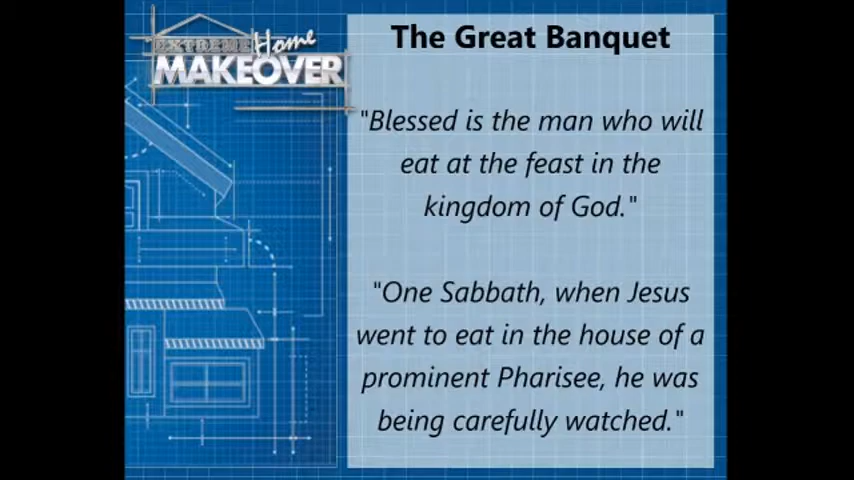 EXTREME Home
MAKEOVER
The Great Banquet
"Blessed is the man who will
eat at the feast in the
kingdom of God."
"One Sabbath, when Jesus
went to eat in the house of a
prominent Pharisee, he was
being carefully watched."